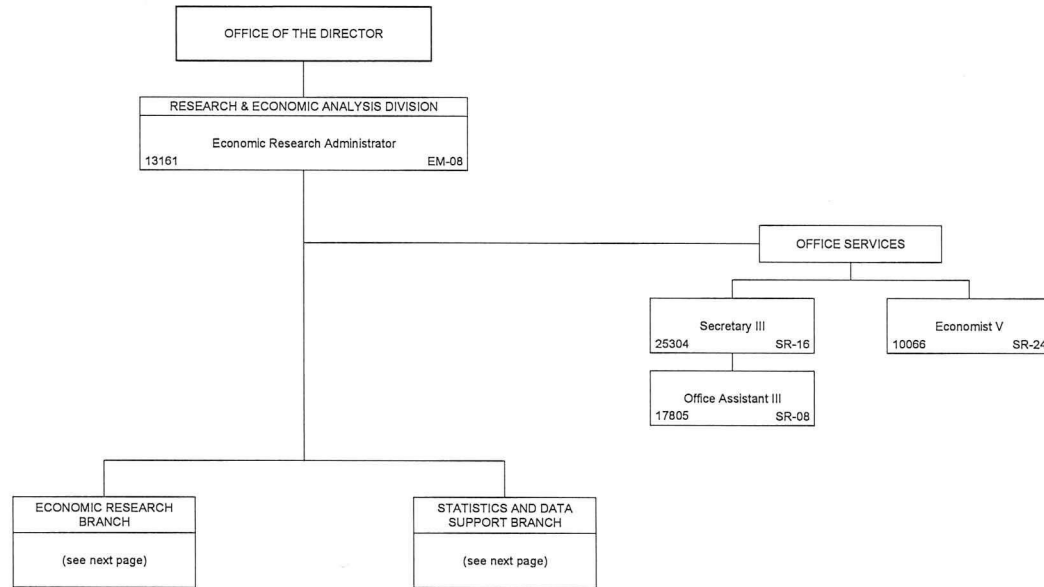 OFFICE OF THE DIRECTOR
RESEARCH & ECONOMIC ANALYSIS DIVISION
Economic Research Administrator
13161 EM-08
OFFICE SERVICES
Secretary III
25304 SR-16
Economist V
10066 SR-24
Office Assistant III
17805 SR-08
ECONOMIC RESEARCH
BRANCH
(see next page)
STATISTICS AND DATA
SUPPORT BRANCH
(see next page)